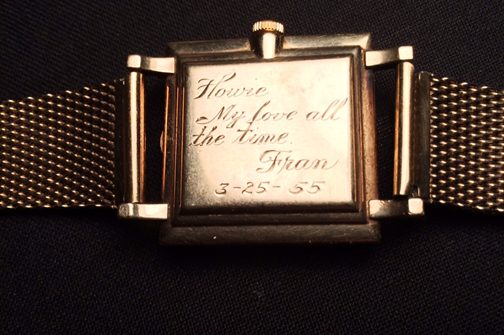 Howie
My love all
the time.
Fran
3-25-55